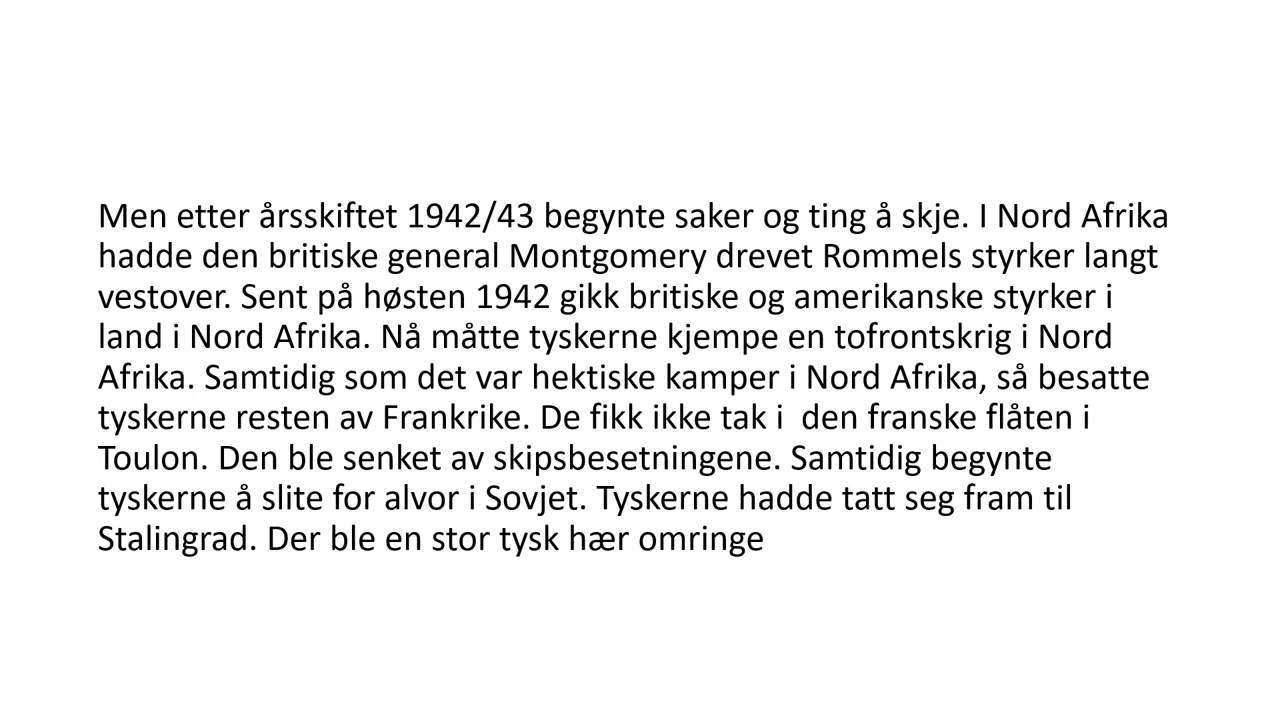 Men etter årsskiftet 1942/43 begynte saker og ting å skje. I Nord Afrika
hadde den britiske general Montgomery drevet Rommels styrker langt
vestover. Sent på høsten 1942 gikk britiske og amerikanske styrker i
land i Nord Afrika. Nå måtte tyskerne kjempe en tofrontskrig i Nord
Afrika. Samtidig som det var hektiske kamper i Nord Afrika, så besatte
tyskerne resten av Frankrike. De fikk ikke tak i  den franske flåten i
Toulon. Den ble senket av skipsbesetningene. Samtidig begynte
tyskerne å slite for alvor i Sovjet. Tyskerne hadde tatt seg fram til
Stalingrad. Der ble en stor tysk hær omringe